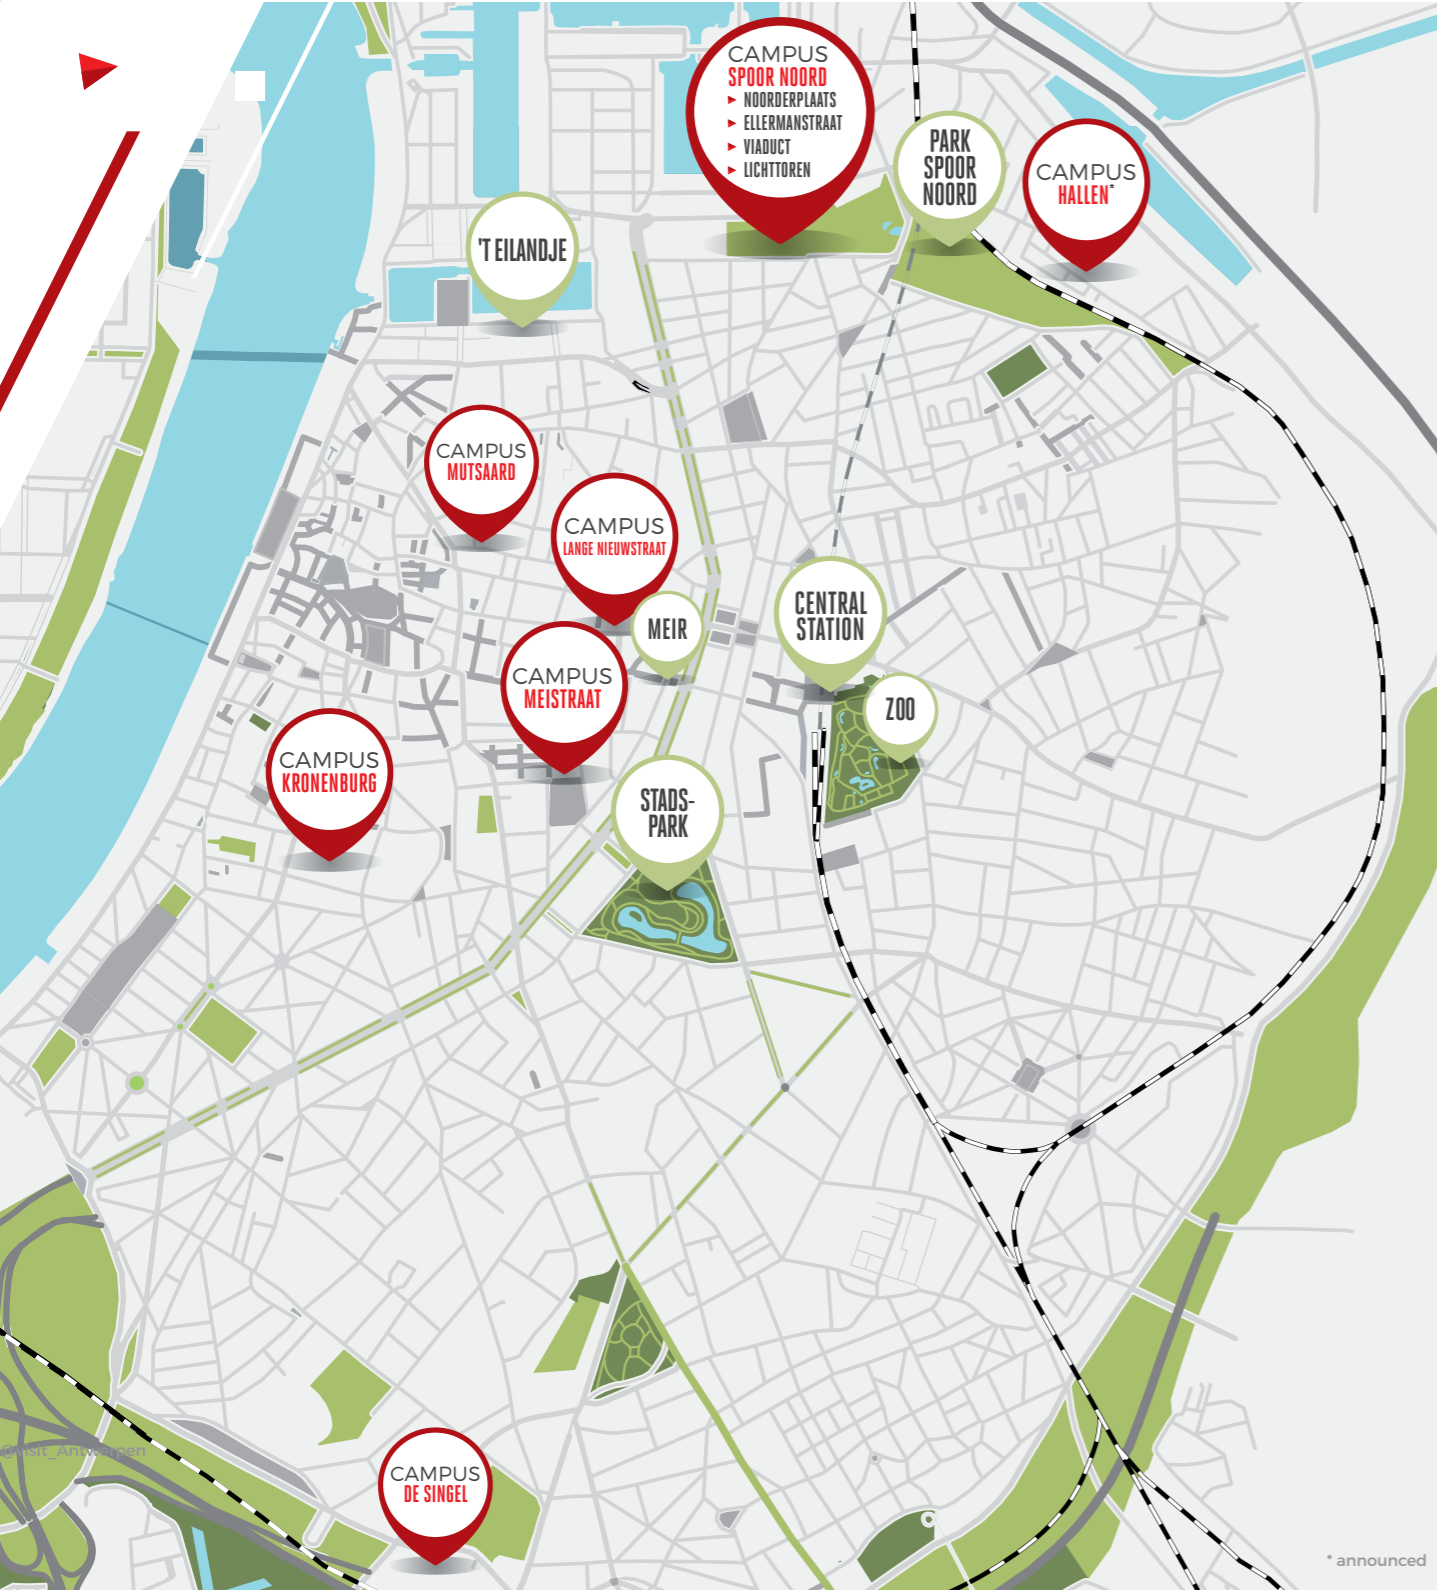 CAMPUS
SPOOR NOORD
NOORDERPLAATS
ELLERMANSTRAAT
VIADUCT
LICHTTOREN
PARK
SPOOR
NOORD
CAMPUS
HALLEN*
'T EILANDJE
CAMPUS
MUTSAARD
CAMPUS
LANGE NIEUWSTRAAT
CENTRAL
STATION
MEIR
CAMPUS
MEISTRAAT
ZOO
CAMPUS
KRONENBURG
STADS-
PARK
@Visit_Antwerpen
CAMPUS
DE SINGEL
* announced